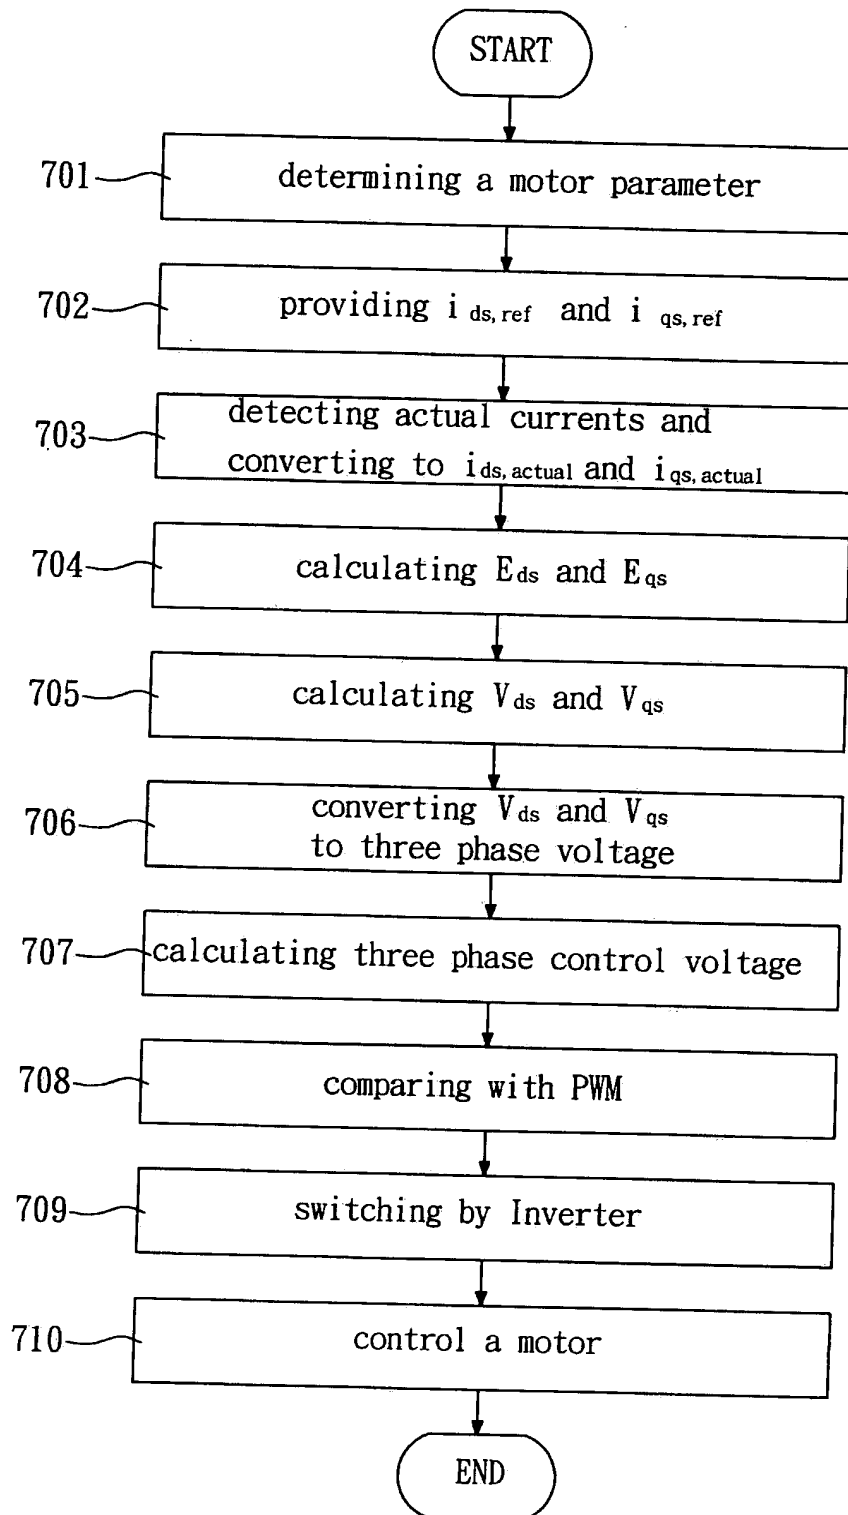 START
701 determining a motor parameter
702 providing i ds, ref and i qs, ref
703 detecting actual currents and
converting to ids, actual and iqs, actual
704 calculating Eds and Eqs
705 calculating Vds and Vqs
706 converting Vds and Vqs
to three phase voltage
707 calculating three phase control voltage
708 comparing with PWM
709 switching by Inverter
710 control a motor
END